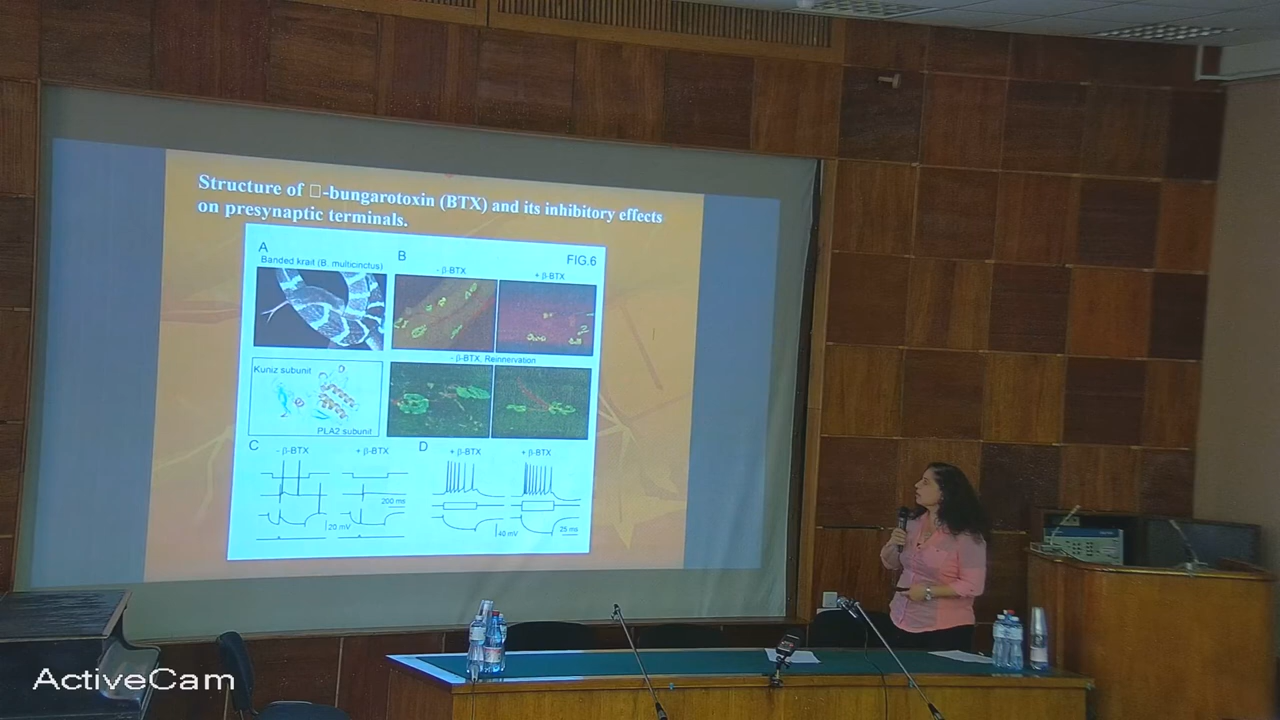 Structure of □-bungarotoxin (BTX) and its inhibitory effects
on presynaptic terminals.
A
Banded krait (B. multicinctus)
B
- β-BTX
+ β-BTX
FIG.6
- β-BTX, Reinnervation
Kuniz subunit
PLA2 subunit
C
- β-BTX
+ β-BTX
200 ms
20 mV
D
+ β-BTX
+ β-BTX
40 mV
25 ms
ActiveCam